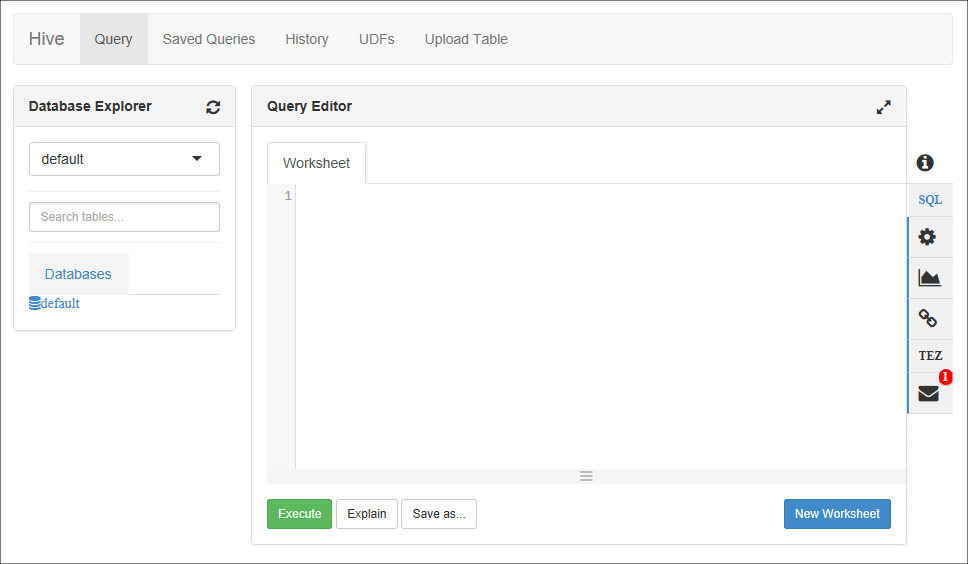 Hive Query Saved Queries History UDFs Upload Table
Database Explorer
default
Search tables...
Databases
default
Query Editor
Worksheet
1
Execute Explain Save as... New Worksheet
SQL
TEZ
1